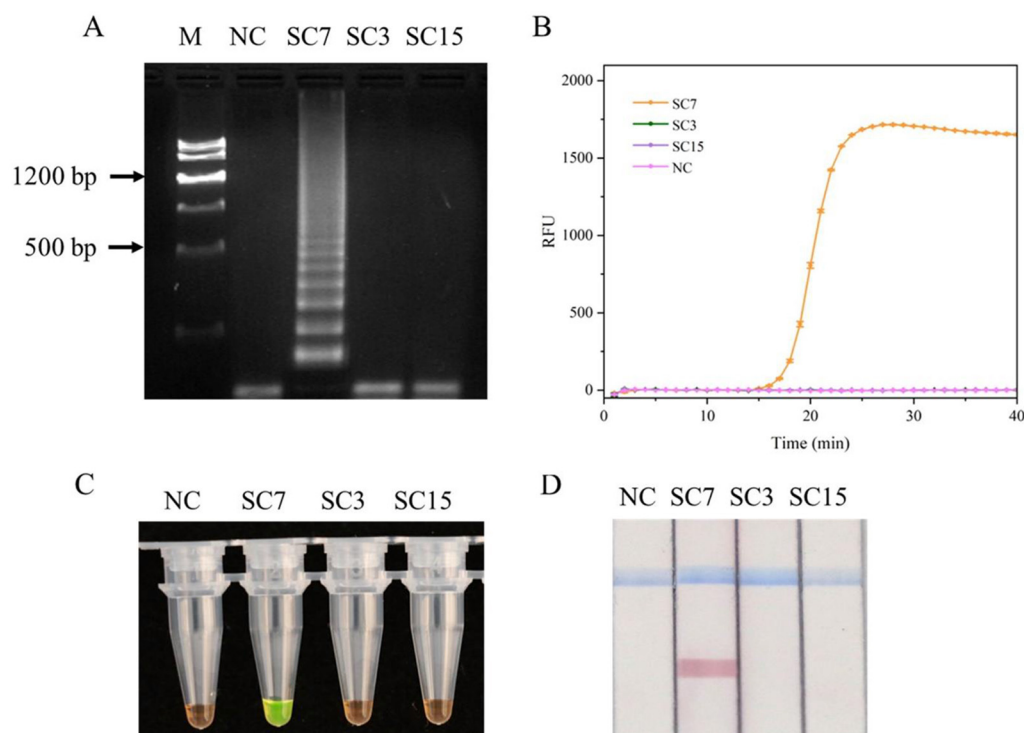 A
M NC SC7 SC3 SC15
1200 bp
500 bp
B
2000
1500
1000
500
0
RFU
SC7
SC3
SC15
NC
0 10 20 30 40
Time (min)
C
NC SC7 SC3 SC15
D
NC SC7 SC3 SC15